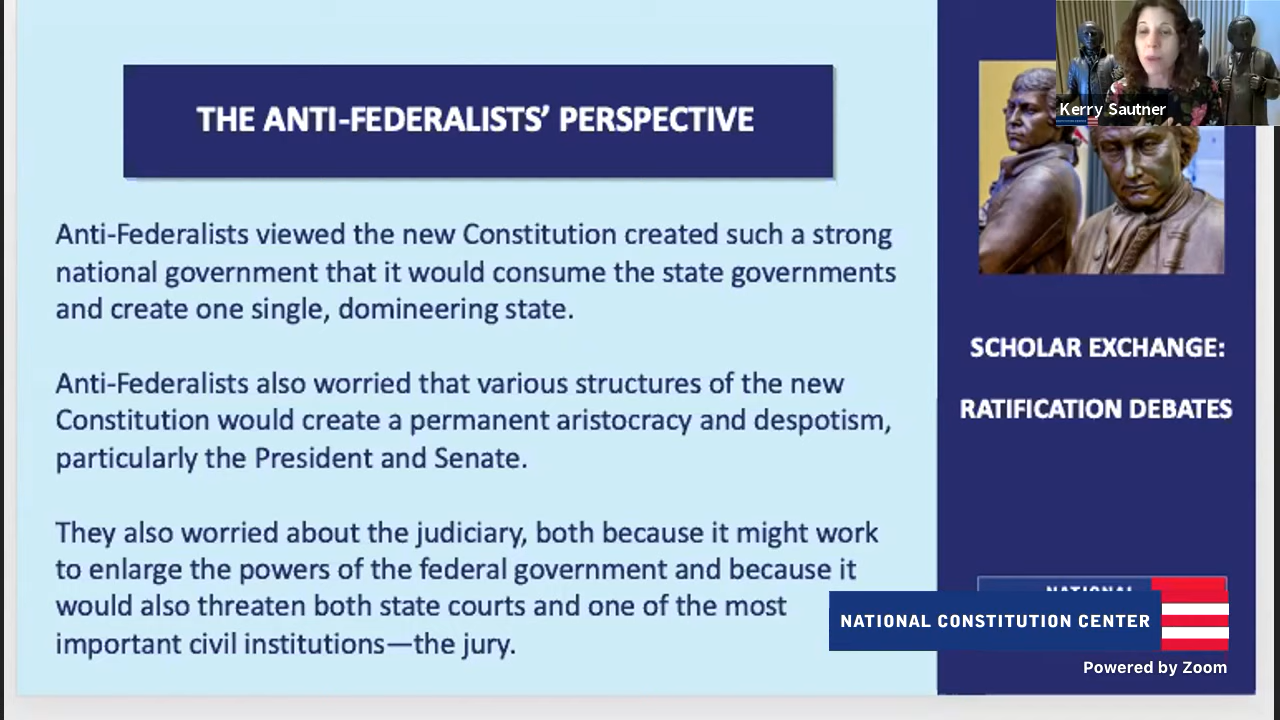 THE ANTI-FEDERALISTS’ PERSPECTIVE
Anti-Federalists viewed the new Constitution created such a strong
national government that it would consume the state governments
and create one single, domineering state.
Anti-Federalists also worried that various structures of the new
Constitution would create a permanent aristocracy and despotism,
particularly the President and Senate.
They also worried about the judiciary, both because it might work
to enlarge the powers of the federal government and because it
would also threaten both state courts and one of the most
important civil institutions—the jury.
Kerry Sautner
SCHOLAR EXCHANGE:
RATIFICATION DEBATES
NATIONAL
NATIONAL CONSTITUTION CENTER
Powered by Zoom